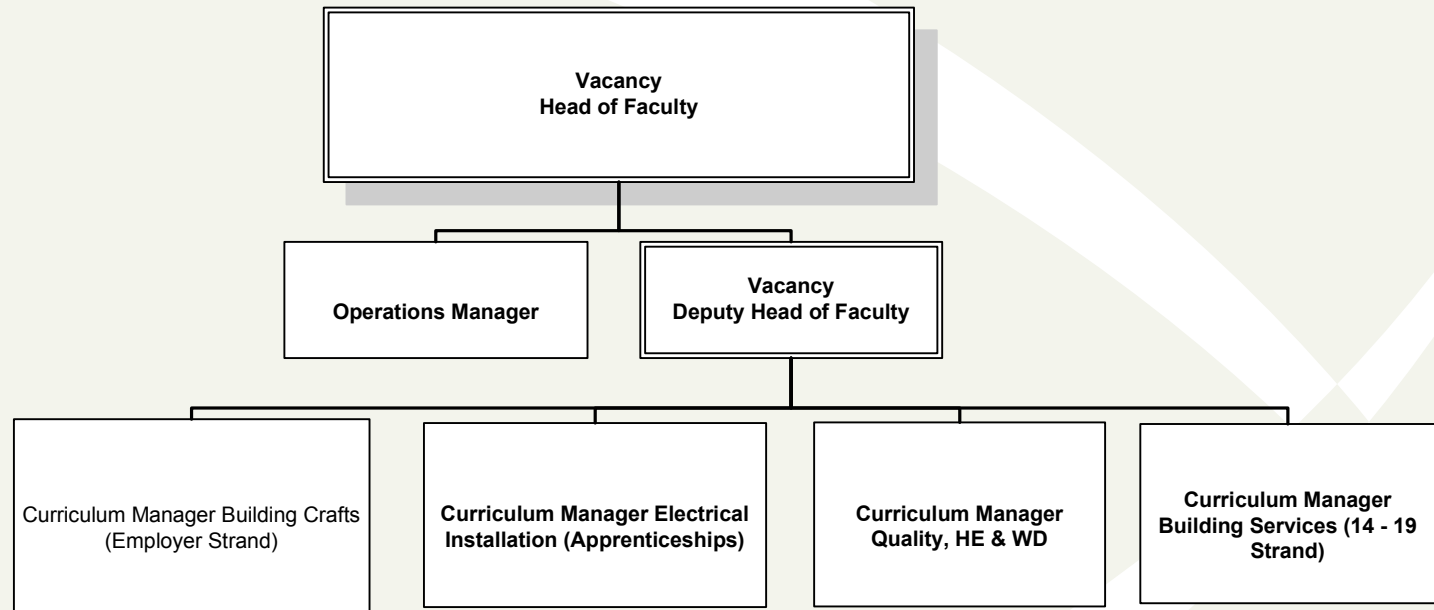 Vacancy
Head of Faculty
Operations Manager
Vacancy
Deputy Head of Faculty
Curriculum Manager Building Crafts
(Employer Strand)
Curriculum Manager Electrical
Installation (Apprenticeships)
Curriculum Manager
Quality, HE & WD
Curriculum Manager
Building Services (14 - 19
Strand)